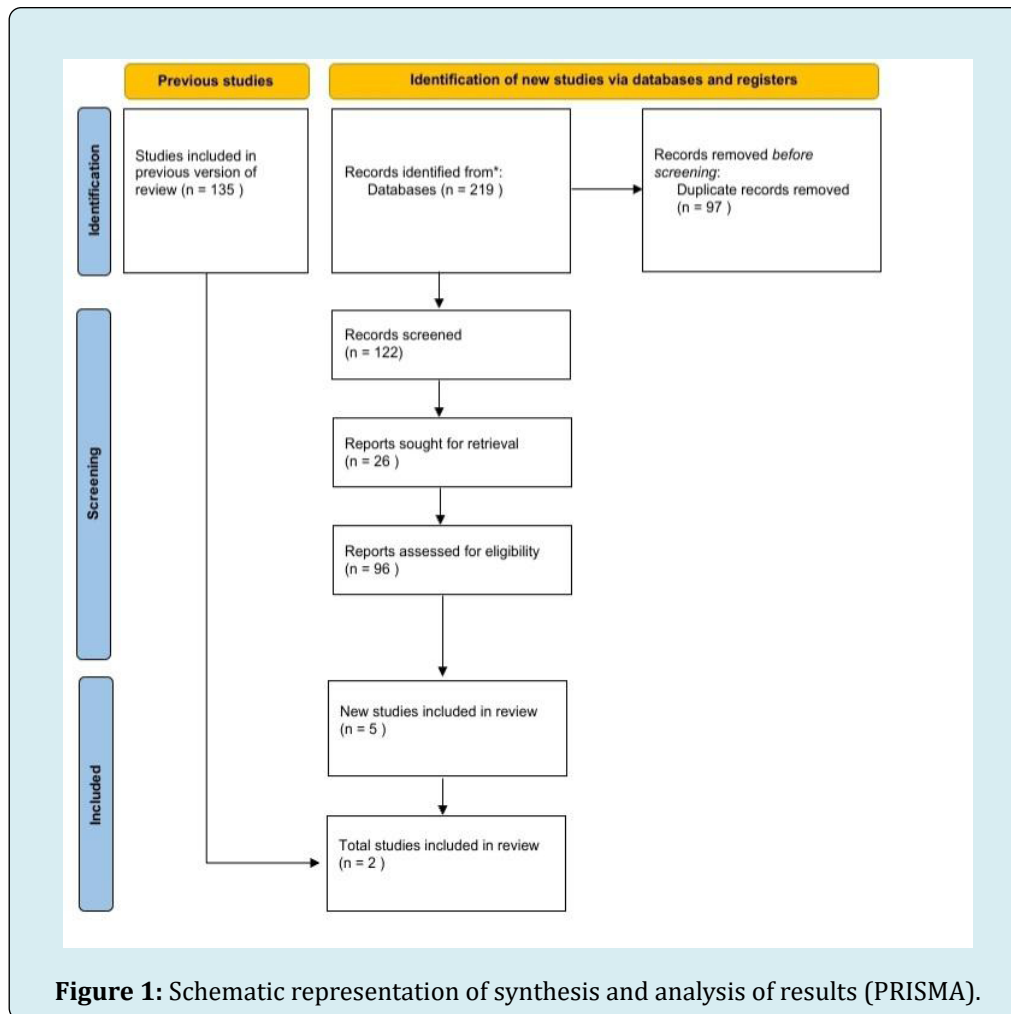 Previous studies
Identification of new studies via databases and registers
Identification
Studies included in
previous version of
review (n = 135 )
Records identified from*:
Databases (n = 219 )
Records removed before
screening:
Duplicate records removed
(n = 97 )
Screening
Records screened
(n = 122)
Reports sought for retrieval
(n = 26 )
Reports assessed for eligibility
(n = 96 )
Included
New studies included in review
(n = 5 )
Total studies included in review
(n = 2 )
Figure 1: Schematic representation of synthesis and analysis of results (PRISMA).